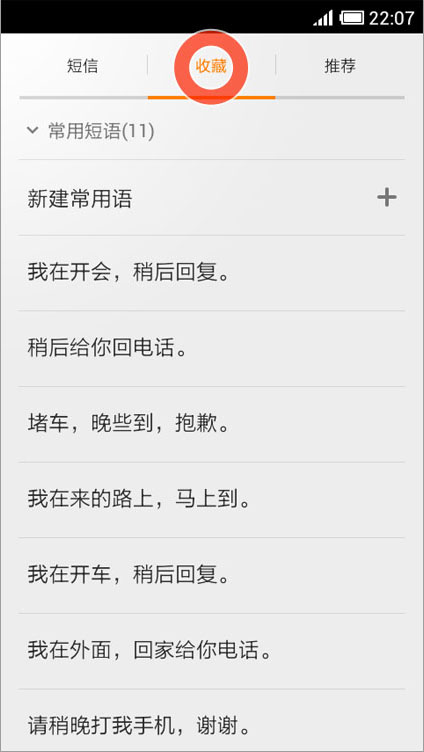 22:07
短信 收藏 推荐
常用短语(11)
新建常用语
我在开会，稍后回复。
稍后给你回电话。
堵车，晚些到，抱歉。
我在来的路上，马上到。
我在开车，稍后回复。
我在外面，回家给你电话。
请稍晚打我手机，谢谢。